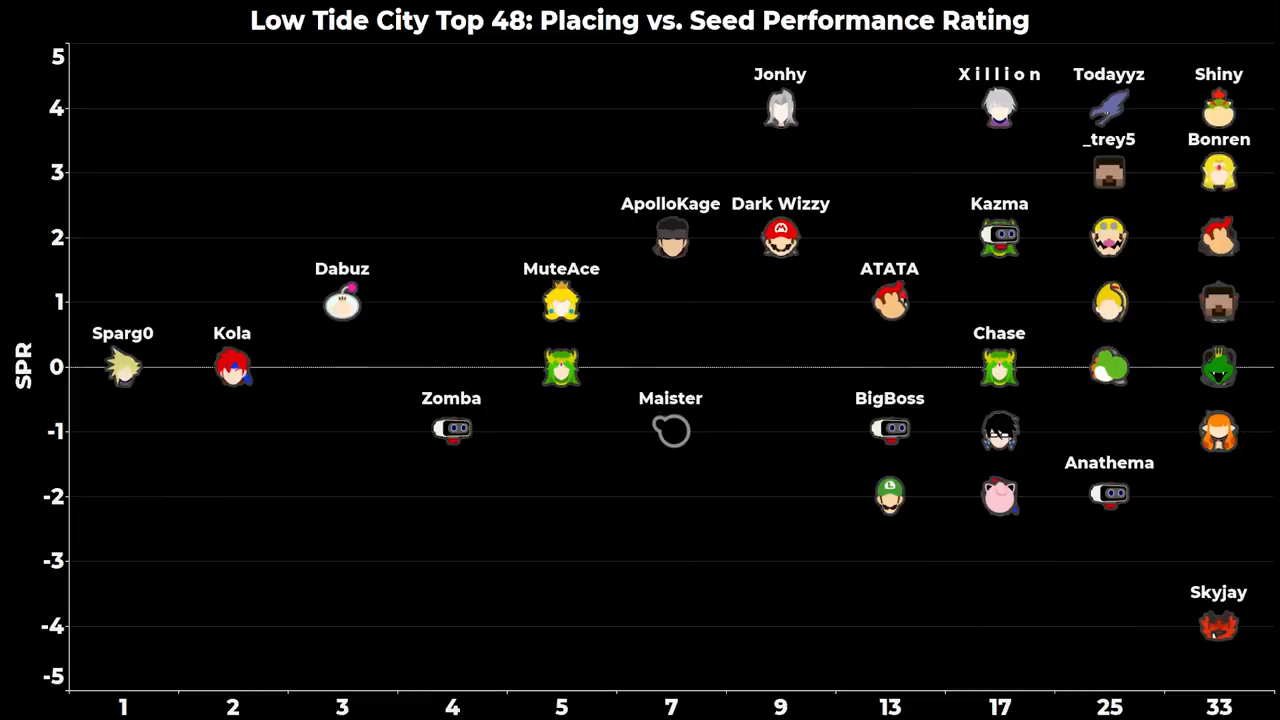 Low Tide City Top 48: Placing vs. Seed Performance Rating
5
Jonhy
X i l l i o n
Todayyz
Shiny
4
_trey5
Bonren
3
ApolloKage
Dark Wizzy
Kazma
2
Dabuz
MuteAce
ATATA
1
Sparg0
Kola
Chase
SPR
0
Zomba
Maister
BigBoss
-1
Anathema
-2
-3
Skyjay
-4
-5
1 2 3 4 5 7 9 13 17 25 33